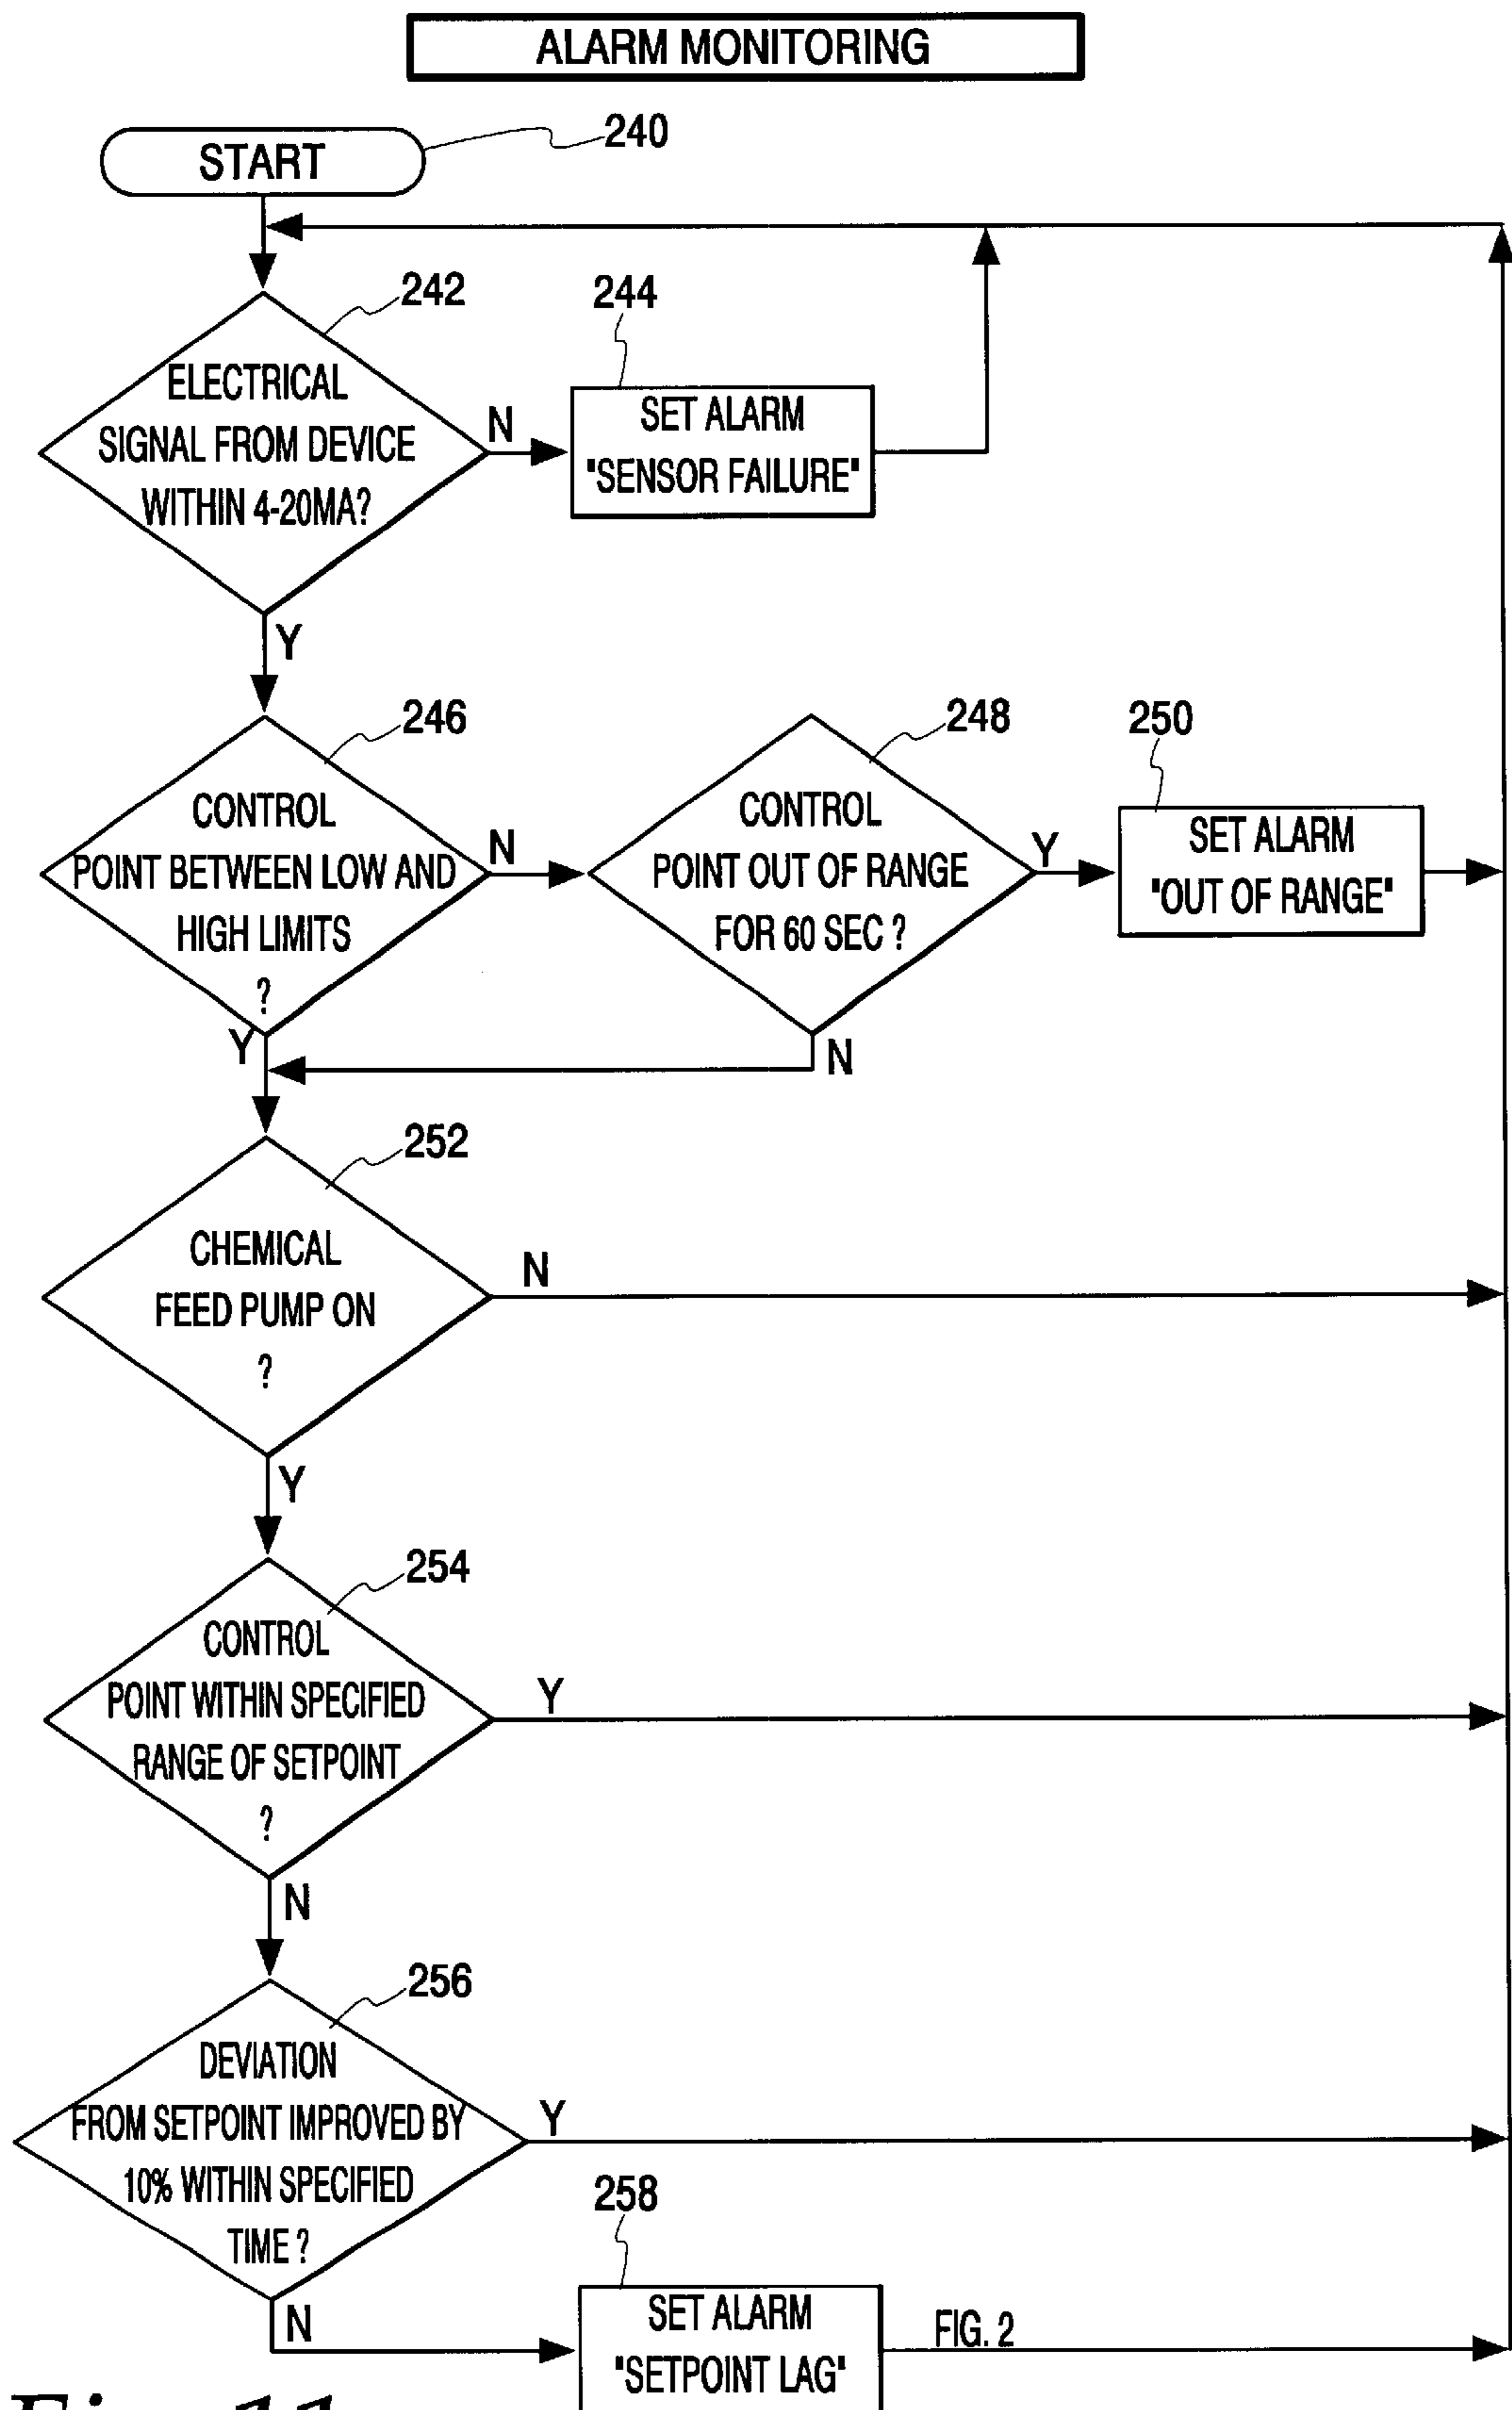 ALARM MONITORING
START
240
242
ELECTRICAL
SIGNAL FROM DEVICE
WITHIN 4-20MA?
N
244
SET ALARM
"SENSOR FAILURE"
Y
246
CONTROL
POINT BETWEEN LOW AND
HIGH LIMITS
?
N
248
CONTROL
POINT OUT OF RANGE
FOR 60 SEC ?
Y
250
SET ALARM
"OUT OF RANGE"
Y
N
252
CHEMICAL
FEED PUMP ON
?
N
Y
254
CONTROL
POINT WITHIN SPECIFIED
RANGE OF SETPOINT
?
Y
N
256
DEVIATION
FROM SETPOINT IMPROVED BY
10% WITHIN SPECIFIED
TIME ?
Y
N
258
SET ALARM
"SETPOINT LAG"
FIG. 2